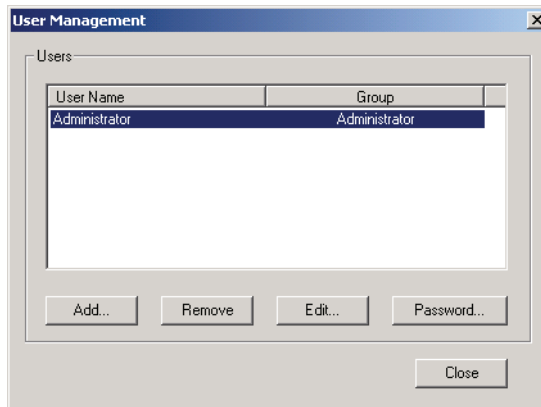 User Management
Users
User Name Group
Administrator Administrator
Add... Remove Edit... Password...
Close